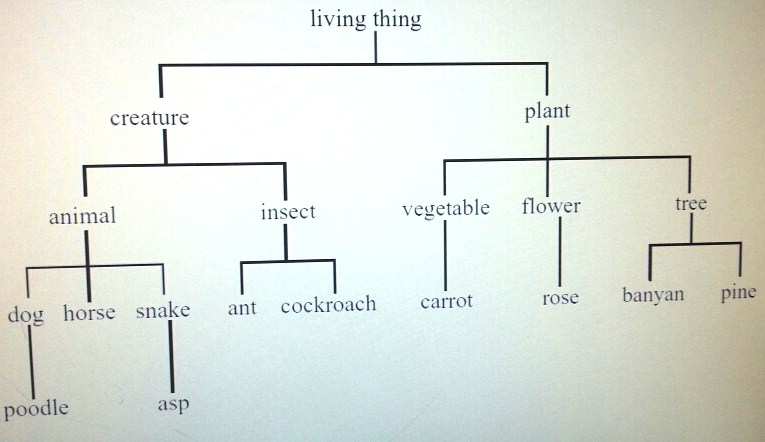 living thing
creature
plant
animal
insect
vegetable
flower
tree
dog
horse
snake
ant
cockroach
carrot
rose
banyan
pine
poodle
asp